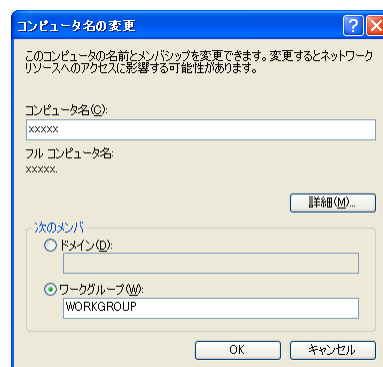 コンピュータ名の変更
このコンピュータの名前とメンバシップを変更できます。変更するとネットワーク
リソースへのアクセスに影響する可能性があります。
コンピュータ名(C):
xxxxx
フル コンピュータ名:
xxxxx.
詳細(M)...
次のメンバ
ドメイン(D):
ワークグループ(W):
WORKGROUP
OK キャンセル